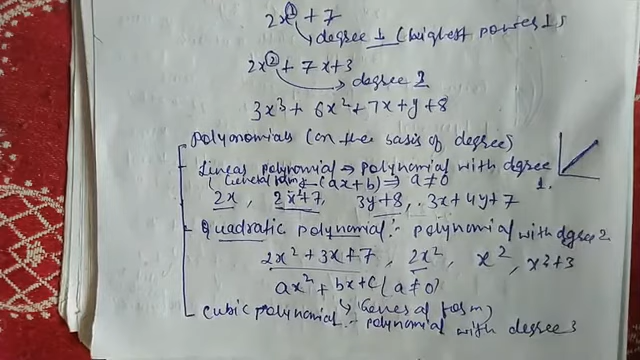 2x¹ + 7
degree 1 (highest power 1)
2x² + 7x+3
degree 2
3x³ + 6x² + 7x + y + 8
Polynomials (on the basis of degree)
Linear polynomial → polynomial with degree 1.
(General form ← (ax+b) ⇒ a≠0
2x, 2x+7, 3y+8, 3x+4y+7
Quadratic polynomial :- polynomial with degree 2
2x² + 3x+7, 2x², x², x²+3
ax² + bx+c (a≠0)
(General form)
Cubic polynomial :- polynomial with degree 3